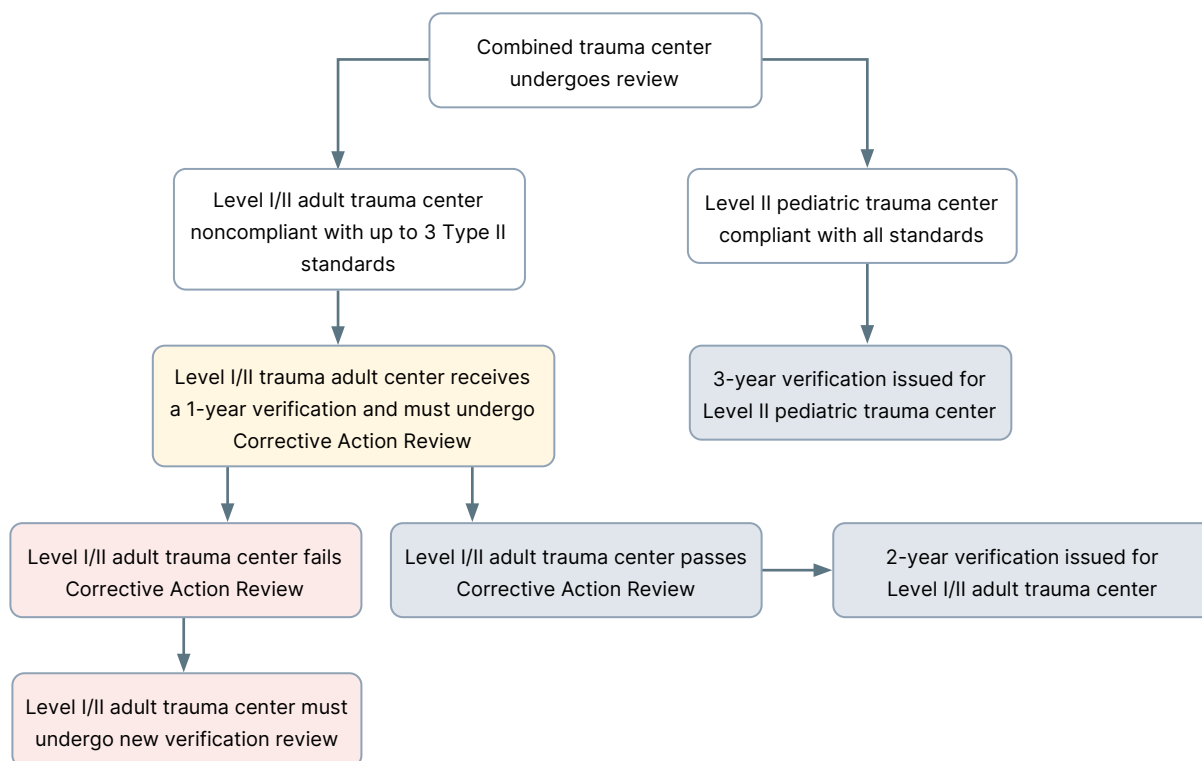 Combined trauma center
undergoes review
Level I/II adult trauma center
noncompliant with up to 3 Type II
standards
Level II pediatric trauma center
compliant with all standards
Level I/II trauma adult center receives
a 1-year verification and must undergo
Corrective Action Review
3-year verification issued for
Level II pediatric trauma center
Level I/II adult trauma center fails
Corrective Action Review
Level I/II adult trauma center passes
Corrective Action Review
2-year verification issued for
Level I/II adult trauma center
Level I/II adult trauma center must
undergo new verification review